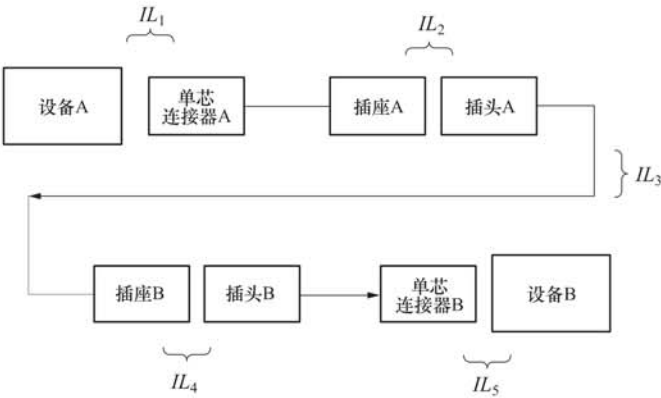 IL₁
IL₂
设备A
单芯
连接器A
插座A
插头A
IL₃
插座B
插头B
单芯
连接器B
设备B
IL₄
IL₅